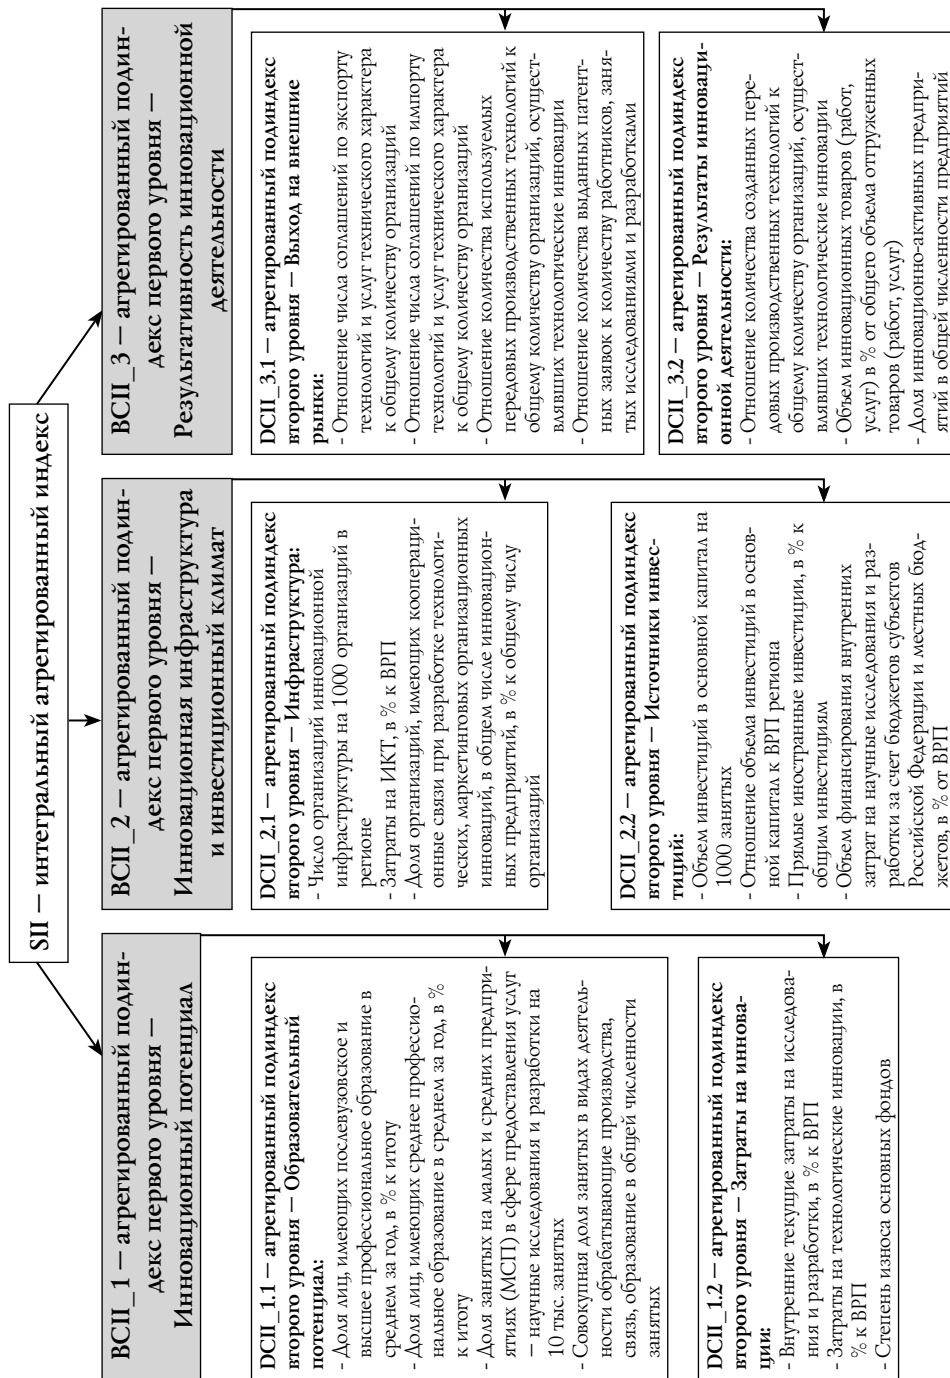 SII — интегральный агрегированный индекс
BCII_1 — агрегированный подин-
декс первого уровня —
Инновационный потенциал
DCII_1.1 — агрегированный подиндекс
второго уровня — Образовательный
потенциал:
- Доля лиц, имеющих послевузовское и
высшее профессиональное образование в
среднем за год, в % к итогу
- Доля лиц, имеющих среднее профессио-
нальное образование в среднем за год, в %
к итогу
- Доля занятых на малых и средних предпри-
ятиях (МСП) в сфере предоставления услуг
— научные исследования и разработки на
10 тыс. занятых
- Совокупная доля занятых в видах деятель-
ности обрабатывающие производства,
связь, образование в общей численности
занятых
DCII_1.2 — агрегированный подиндекс
второго уровня — Затраты на иннова-
ции:
- Внутренние текущие затраты на исследова-
ния и разработки, в % к ВРП
- Затраты на технологические инновации, в
% к ВРП
- Степень износа основных фондов
BCII_2 — агрегированный подин-
декс первого уровня —
Инновационная инфраструктура
и инвестиционный климат
DCII_2.1 — агрегированный подиндекс
второго уровня — Инфраструктура:
- Число организаций инновационной
инфраструктуры на 1000 организаций в
регионе
- Затраты на ИКТ, в % к ВРП
- Доля организаций, имеющих коопераци-
онные связи при разработке технологи-
ческих, маркетинговых организационных
инноваций, в общем числе инновацион-
ных предприятий, в % к общему числу
организаций
DCII_2.2 — агрегированный подиндекс
второго уровня — Источники инвес-
тиций:
- Объем инвестиций в основной капитал на
1000 занятых
- Отношение объема инвестиций в основ-
ной капитал к ВРП региона
- Прямые иностранные инвестиции, в % к
общим инвестициям
- Объем финансирования внутренних
затрат на научные исследования и раз-
работки за счет бюджетов субъектов
Российской Федерации и местных бюд-
жетов, в % от ВРП
BCII_3 — агрегированный подин-
декс первого уровня —
Результативность инновационной
деятельности
DCII_3.1 — агрегированный подиндекс
второго уровня — Выход на внешние
рынки:
- Отношение числа соглашений по экспорту
технологий и услуг технического характера
к общему количеству организаций
- Отношение числа соглашений по импорту
технологий и услуг технического характера
к общему количеству организаций
- Отношение количества используемых
передовых производственных технологий к
общему количеству организаций, осущест-
влявших технологические инновации
- Отношение количества выданных патент-
ных заявок к количеству работников, заня-
тых исследованиями и разработками
DCII_3.2 — агрегированный подиндекс
второго уровня — Результаты инноваци-
онной деятельности:
- Отношение количества созданных пере-
довых производственных технологий к
общему количеству организаций, осущест-
влявших технологические инновации
- Объем инновационных товаров (работ,
услуг) в % от общего объема отгруженных
товаров (работ, услуг)
- Доля инновационно-активных предпри-
ятий в общей численности предприятий